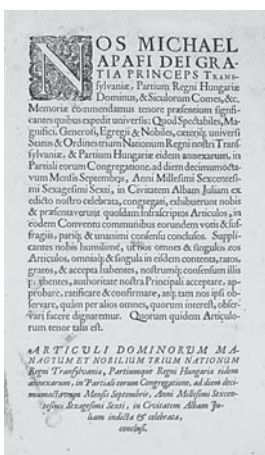 NOS MICHAEL
APAFI DEI GRA-
TIA PRINCEPS TRAN-
sylvaniæ, Partium Regni Hungariæ
Dominus, & Siculorum Comes, &c.
Memoriæ commendamus tenore præsentium signifi-
cantes quibus expedit universis: Quod Spectabiles, Ma-
gnifici, Generosi, Egregii & Nobiles, cæteriq; universi
Status & Ordines trium Nationum Regni nostri Tran-
sylvaniæ, & Partium Hungariæ eidem annexarum, in
Partiali eorum Congregatione, ad diem decimumocta-
vum Mensis Septembris, Anni Millesimi Sexcentesi-
mi Sexagesimi Sexti, in Civitatem Albam Juliam ex
edicto nostro celebrata, congregati, exhibuerunt nobis
& præsentaverunt quosdam infrascriptos Articulos, in
eodem Conventu communibus eorundem votis & suf-
fragiis, pariq; & unanimi consensu conclusos. Suppli-
cantes nobis humilimè, ut nos omnes & singulos eos
Articulos, omniaq; & singula in eisdem contenta, ratos,
gratos, & accepta habentes, nostrumq; consensum illis
præbentes, authoritate nostra Principali acceptare, ap-
probare, ratificare & confirmare, atq; tam nos ipsi ob-
servare, quàm per alios omnes, quorum interest, obser-
vari facere dignaremur. Quorum quidem Articulo-
rum tenor talis est.
ARTICULI DOMINORUM MA-
GNATUM ET NOBILIUM TRIUM NATIONUM
Regni Transylvaniæ, Partiumque Regni Hungariæ eidem
annexarum, in Partiali eorum Congregatione, ad diem deci-
mumoctavum Mensis Septembris, Anni Millesimi Sexcen-
tesimi Sexagesimi Sexti, in Civitatem Albam Ju-
liam indicta & celebrata,
conclusi.